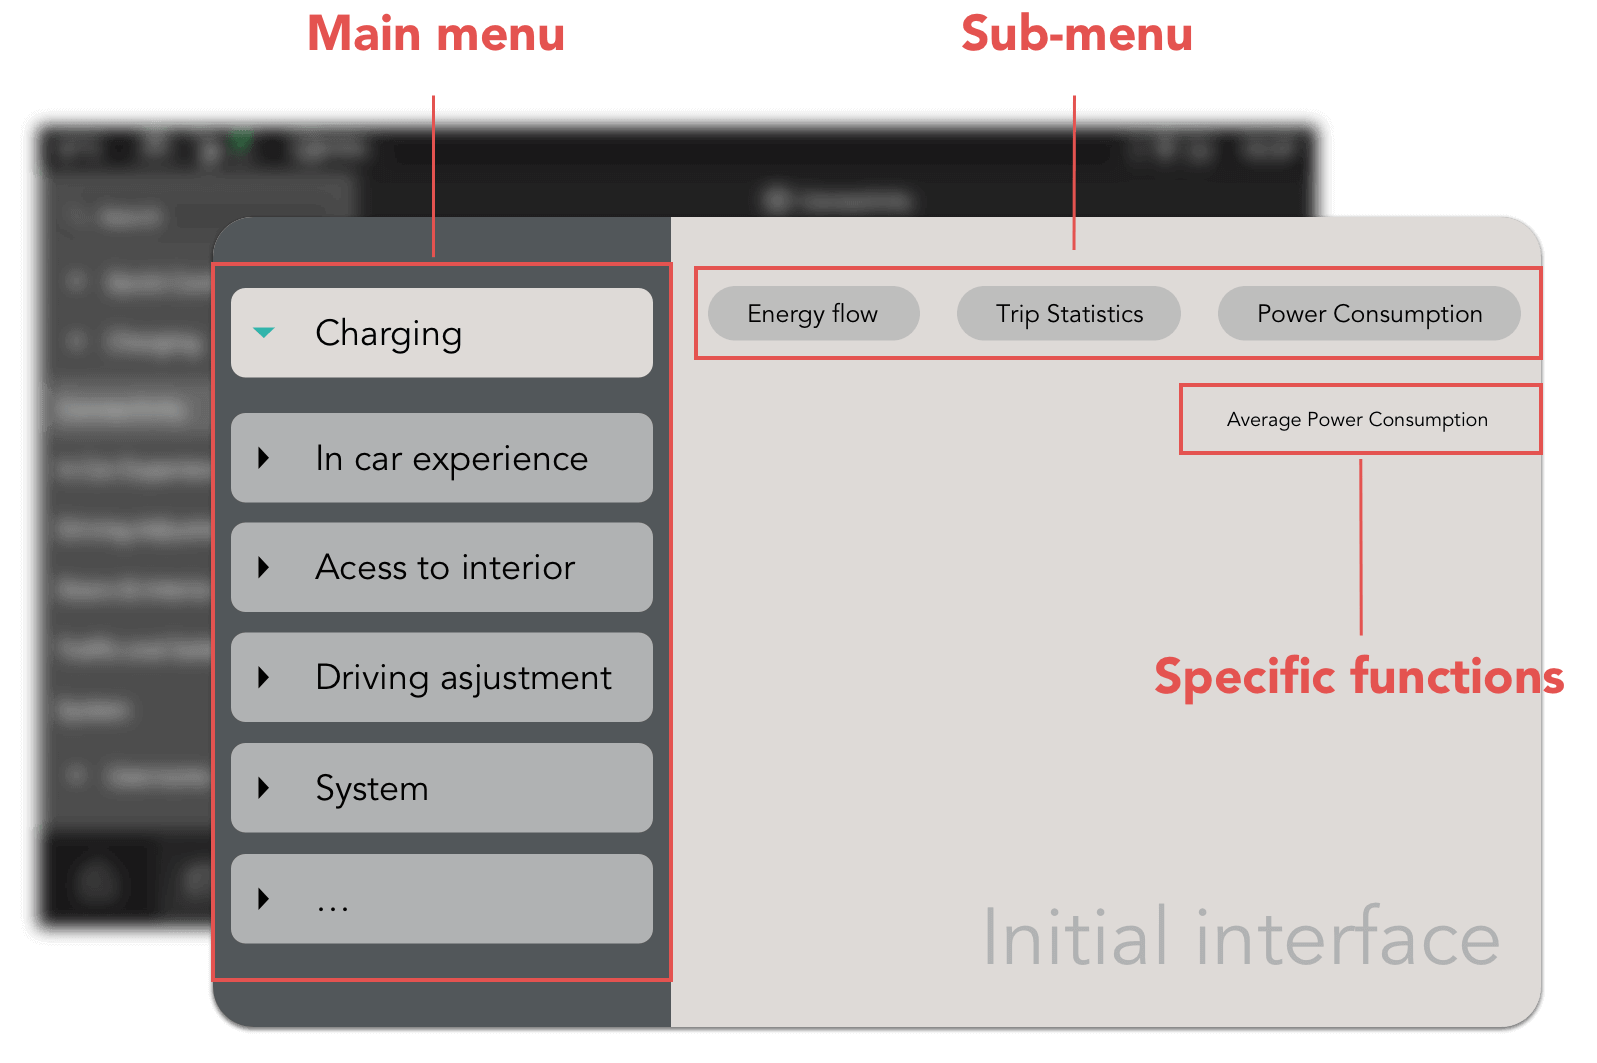 Main menu
Sub-menu
Charging
In car experience
Acess to interior
Driving asjustment
System
...
Energy flow
Trip Statistics
Power Consumption
Average Power Consumption
Specific functions
Initial interface